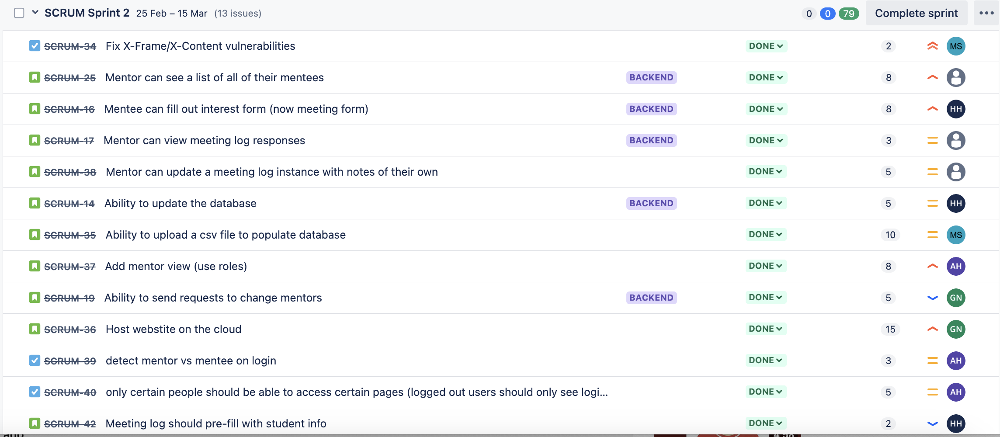 SCRUM Sprint 2 25 Feb – 15 Mar (13 issues) 0 0 79 Complete sprint
SCRUM-34 Fix X-Frame/X-Content vulnerabilities DONE 2 MS
SCRUM-25 Mentor can see a list of all of their mentees BACKEND DONE 8
SCRUM-16 Mentee can fill out interest form (now meeting form) BACKEND DONE 8 HH
SCRUM-17 Mentor can view meeting log responses BACKEND DONE 3
SCRUM-38 Mentor can update a meeting log instance with notes of their own DONE 5
SCRUM-14 Ability to update the database BACKEND DONE 5 HH
SCRUM-35 Ability to upload a csv file to populate database DONE 10 MS
SCRUM-37 Add mentor view (use roles) DONE 8 AH
SCRUM-19 Ability to send requests to change mentors BACKEND DONE 5 GN
SCRUM-36 Host webstite on the cloud DONE 15 GN
SCRUM-39 detect mentor vs mentee on login DONE 3 AH
SCRUM-40 only certain people should be able to access certain pages (logged out users should only see logi... DONE 5 AH
SCRUM-42 Meeting log should pre-fill with student info DONE 2 HH